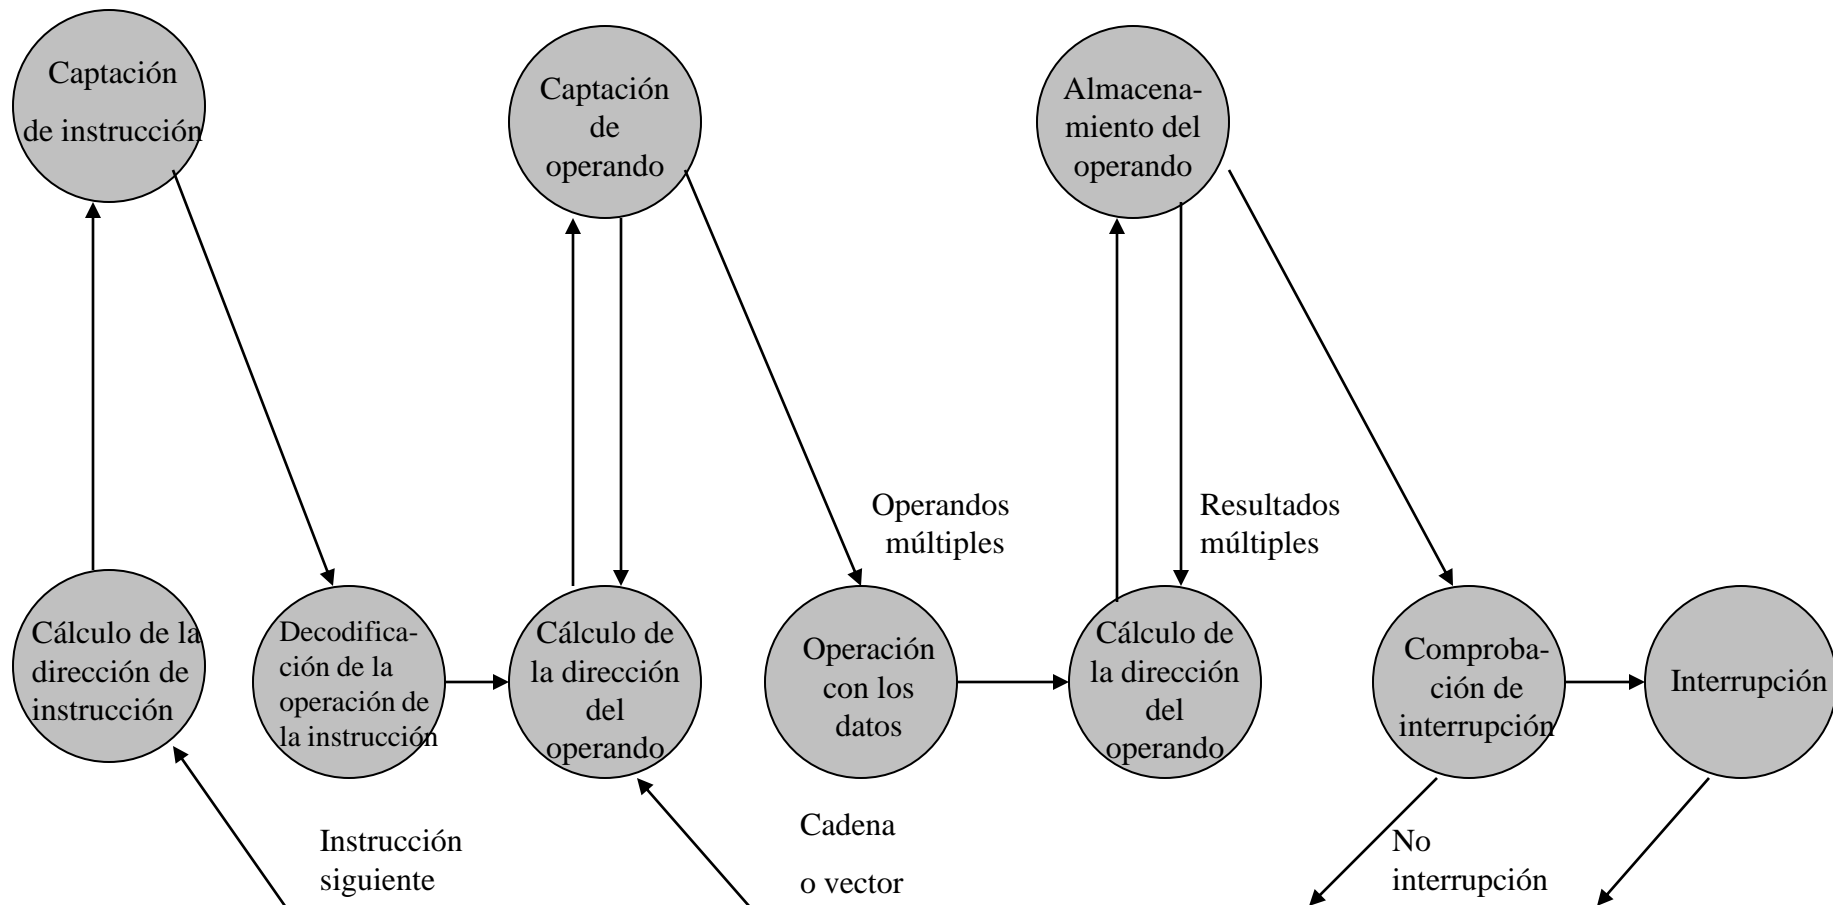 Captación
de instrucción
Captación
de
operando
Almacena-
miento del
operando
Operandos
múltiples
Resultados
múltiples
Cálculo de la
dirección de
instrucción
Decodifica-
ción de la
operación de
la instrucción
Cálculo de
la dirección
del
operando
Operación
con los
datos
Cálculo de
la dirección
del
operando
Comproba-
ción de
interrupción
Interrupción
Instrucción
siguiente
Cadena
o vector
No
interrupción